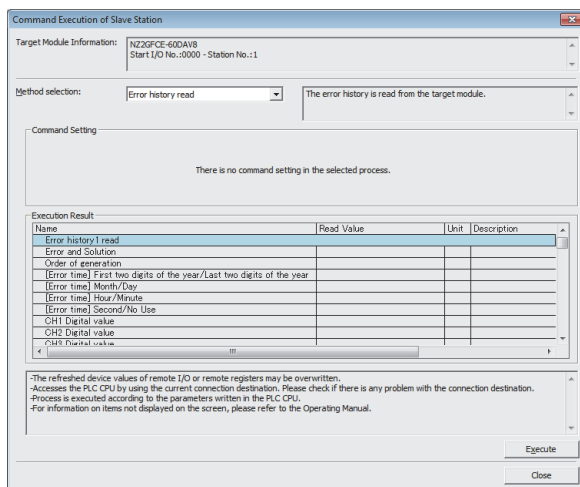 Command Execution of Slave Station
Target Module Information:
NZ2GFCE-60DAV8
Start I/O No.:0000 - Station No.:1
Method selection:
Error history read
The error history is read from the target module.
Command Setting
There is no command setting in the selected process.
Execution Result
Name Read Value Unit Description
Error history1 read
Error and Solution
Order of generation
[Error time] First two digits of the year/Last two digits of the year
[Error time] Month/Day
[Error time] Hour/Minute
[Error time] Second/No Use
CH1 Digital value
CH2 Digital value
CH3 Digital value
-The refreshed device values of remote I/O or remote registers may be overwritten.
-Accesses the PLC CPU by using the current connection destination. Please check if there is any problem with the connection destination.
-Process is executed according to the parameters written in the PLC CPU.
-For information on items not displayed on the screen, please refer to the Operating Manual.
Execute
Close